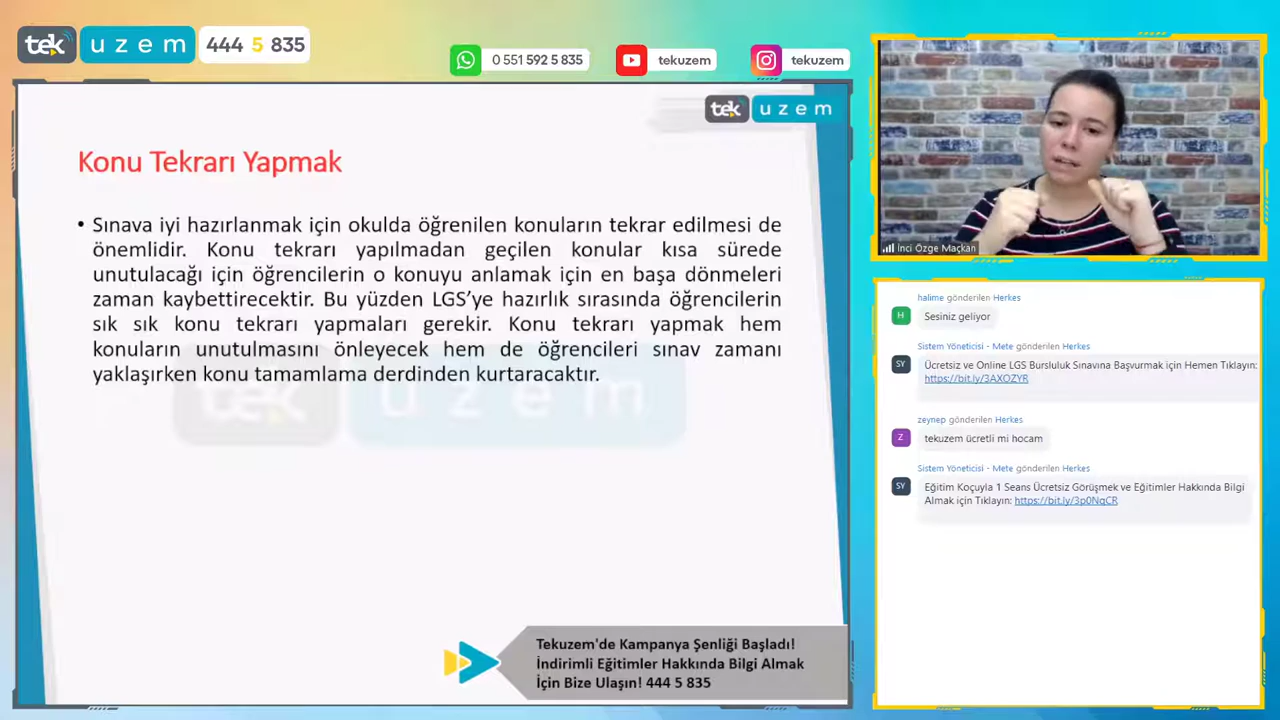 tek uzem 444 5 835
0 551 592 5 835
tekuzem
tekuzem
tek uzem
Konu Tekrarı Yapmak
• Sınava iyi hazırlanmak için okulda öğrenilen konuların tekrar edilmesi de
önemlidir. Konu tekrarı yapılmadan geçilen konular kısa sürede
unutulacağı için öğrencilerin o konuyu anlamak için en başa dönmeleri
zaman kaybettirecektir. Bu yüzden LGS'ye hazırlık sırasında öğrencilerin
sık sık konu tekrarı yapmaları gerekir. Konu tekrarı yapmak hem
konuların unutulmasını önleyecek hem de öğrencileri sınav zamanı
yaklaşırken konu tamamlama derdinden kurtaracaktır.
tek uzem
Tekuzem'de Kampanya Şenliği Başladı!
İndirimli Eğitimler Hakkında Bilgi Almak
İçin Bize Ulaşın! 444 5 835
İnci Özge Maçkan
halime gönderilen Herkes
H Sesiniz geliyor
Sistem Yöneticisi - Mete gönderilen Herkes
SY Ücretsiz ve Online LGS Bursluluk Sınavına Başvurmak için Hemen Tıklayın:
https://bit.ly/3AXOZYR
zeynep gönderilen Herkes
Z tekuzem ücretli mi hocam
Sistem Yöneticisi - Mete gönderilen Herkes
SY Eğitim Koçuyla 1 Seans Ücretsiz Görüşmek ve Eğitimler Hakkında Bilgi
Almak için Tıklayın: https://bit.ly/3p0NqCR